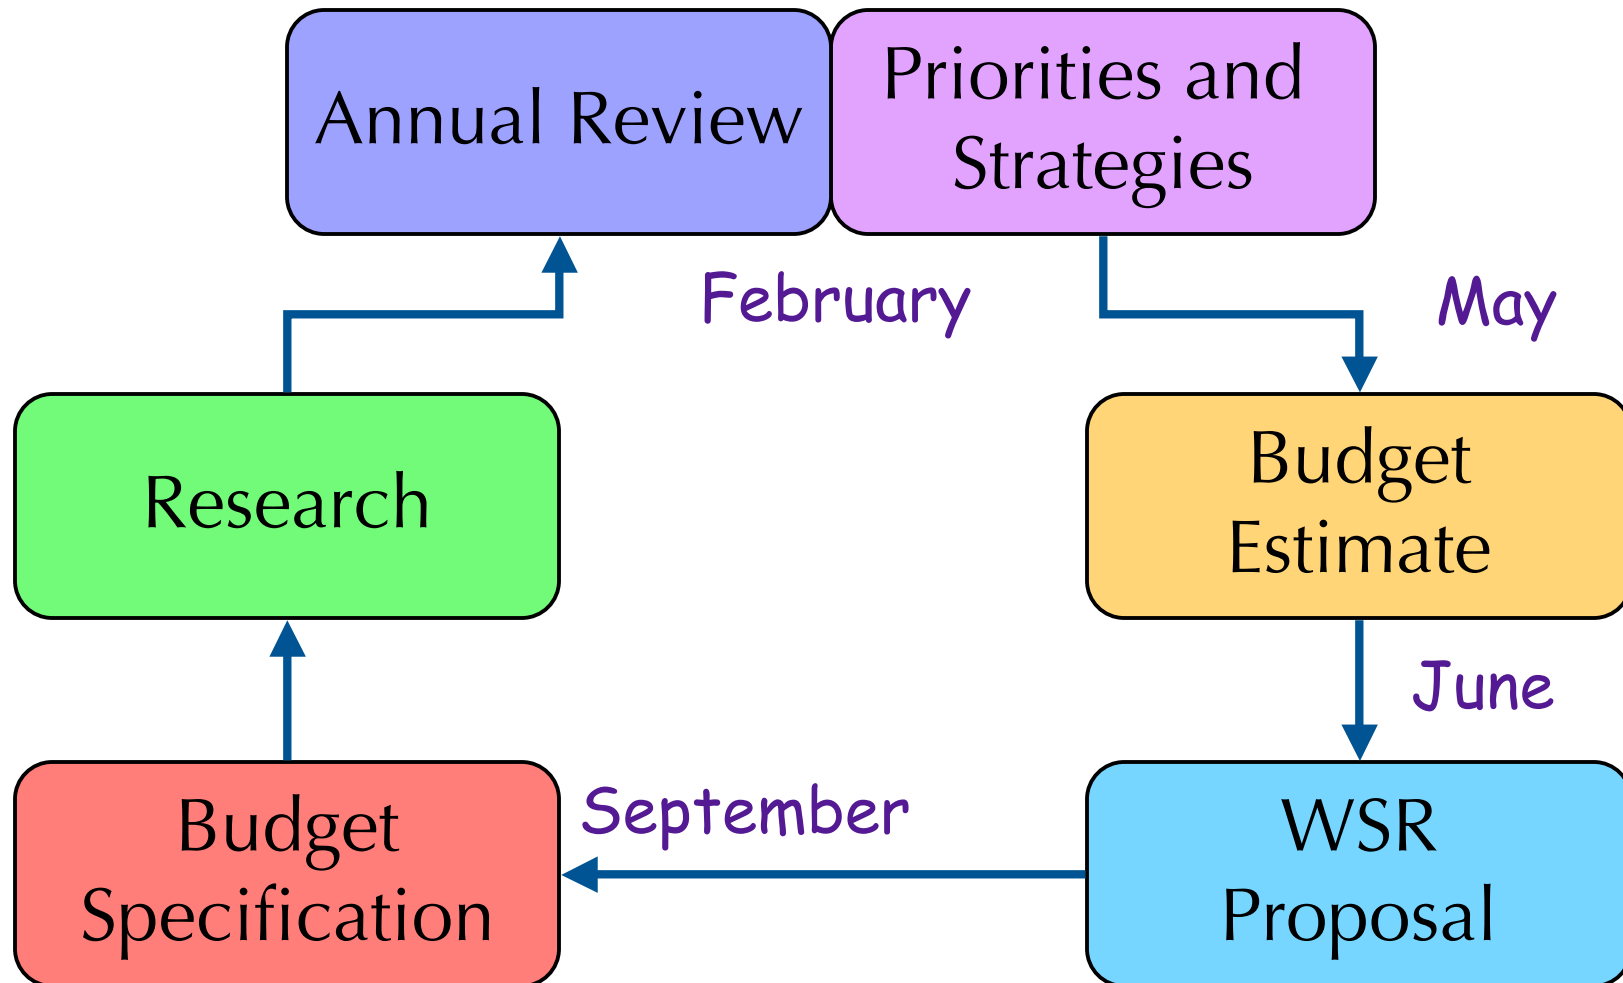 Annual Review
Priorities and
Strategies
February
May
Research
Budget
Estimate
June
Budget
Specification
September
WSR
Proposal